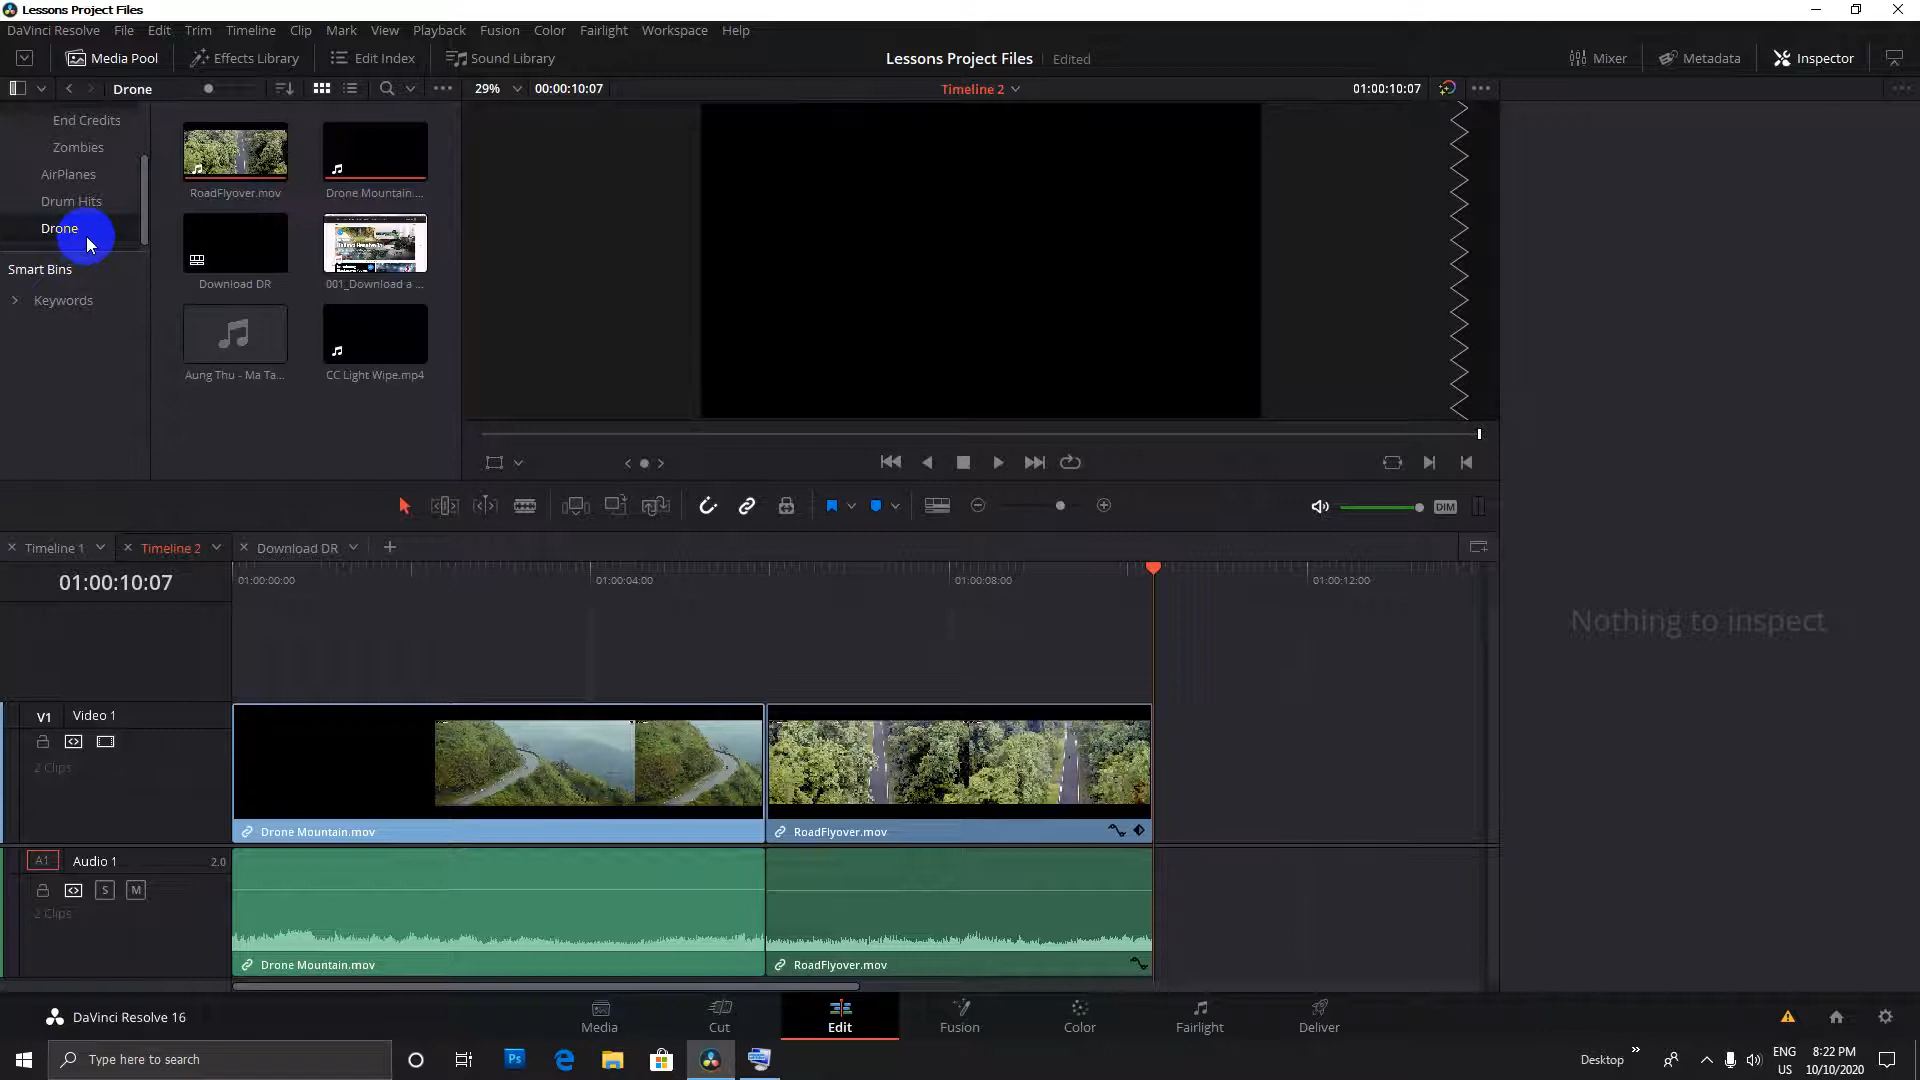 Lessons Project Files
DaVinci Resolve File Edit Trim Timeline Clip Mark View Playback Fusion Color Fairlight Workspace Help
Media Pool Effects Library Edit Index Sound Library Lessons Project Files Edited Mixer Metadata Inspector
Drone 29% 00:00:10:07 Timeline 2 01:00:10:07
End Credits
Zombies
AirPlanes
Drum Hits
Drone
Smart Bins
Keywords
RoadFlyover.mov Drone Mountain....
Download DR 001_Download a ...
Aung Thu - Ma Ta... CC Light Wipe.mp4
DIM
Timeline 1 Timeline 2 Download DR
01:00:10:07 01:00:00:00 01:00:04:00 01:00:08:00 01:00:12:00
Nothing to inspect
V1 Video 1
2 Clips
Drone Mountain.mov RoadFlyover.mov
A1 Audio 1 2.0
S M
2 Clips
Drone Mountain.mov RoadFlyover.mov
DaVinci Resolve 16 Media Cut Edit Fusion Color Fairlight Deliver
Type here to search Ps Desktop ENG US 8:22 PM 10/10/2020